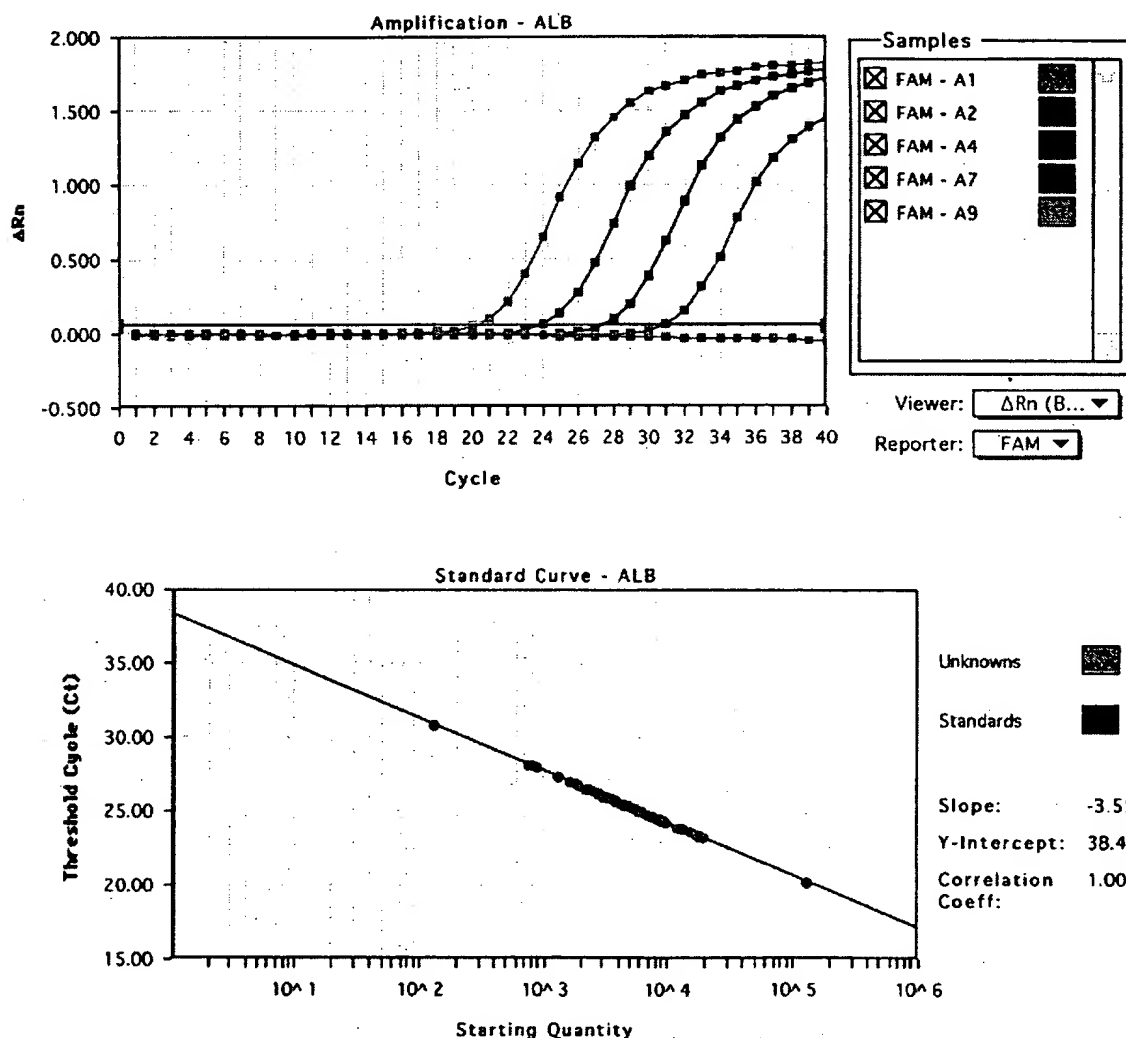 Amplification - ALB
2.000
1.500
1.000
0.500
0.000
-0.500
ΔRn
0 2 4 6 8 10 12 14 16 18 20 22 24 26 28 30 32 34 36 38 40
Cycle
Samples
FAM - A1
FAM - A2
FAM - A4
FAM - A7
FAM - A9
Viewer: ΔRn (B...
Reporter: FAM
Standard Curve - ALB
40.00
35.00
30.00
25.00
20.00
15.00
Threshold Cycle (Ct)
10^1 10^2 10^3 10^4 10^5 10^6
Starting Quantity
Unknowns
Standards
Slope: -3.5
Y-Intercept: 38.4
Correlation 1.00
Coeff: